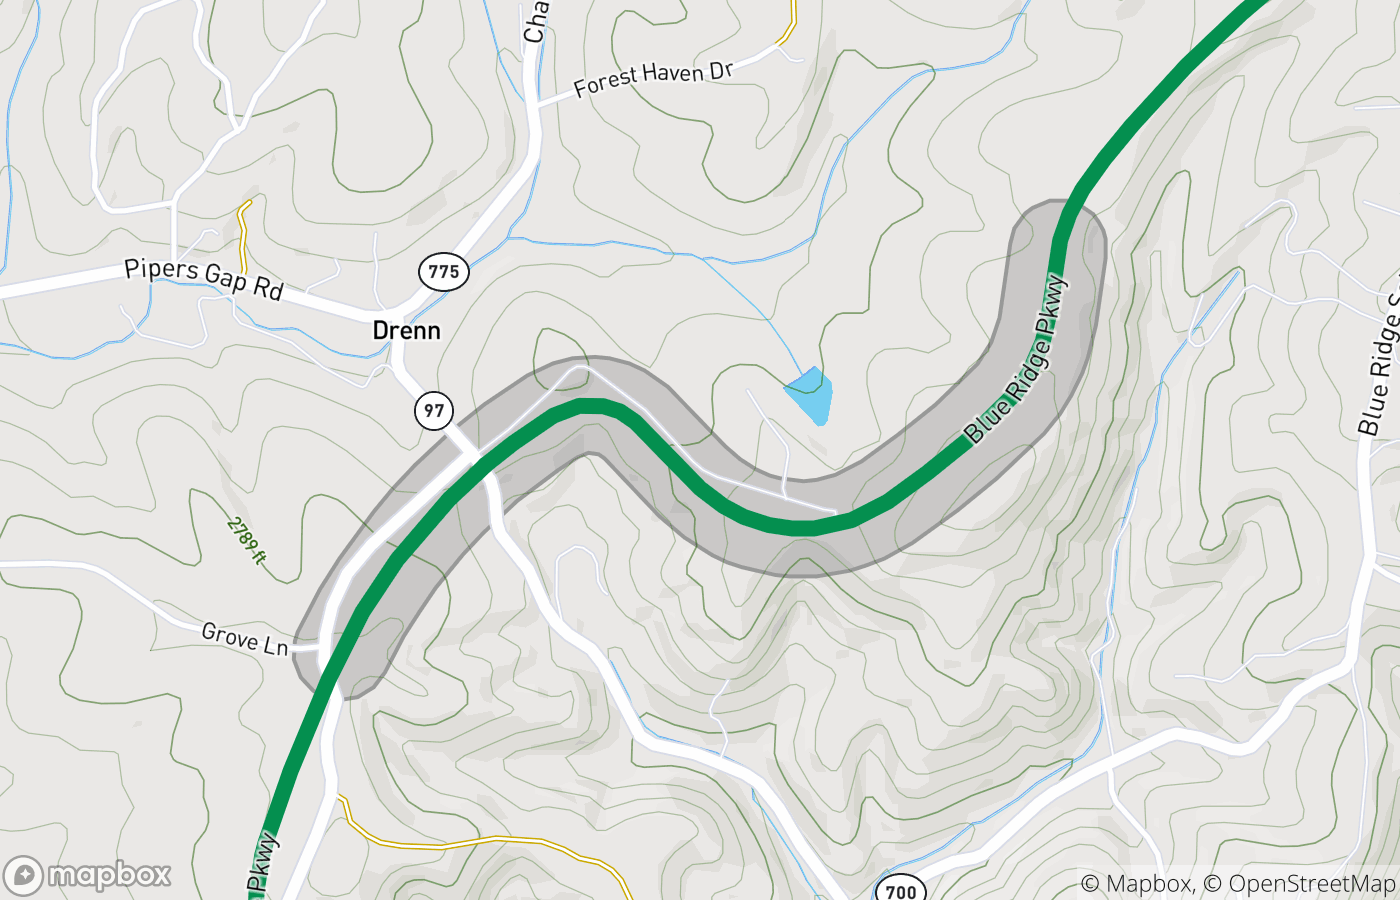 Cha
Forest Haven Dr
Pipers Gap Rd
775
Drenn
97
Blue Ridge Pkwy
Blue Ridge S
2789 ft
Grove Ln
Pkwy
700
mapbox
© Mapbox, © OpenStreetMap